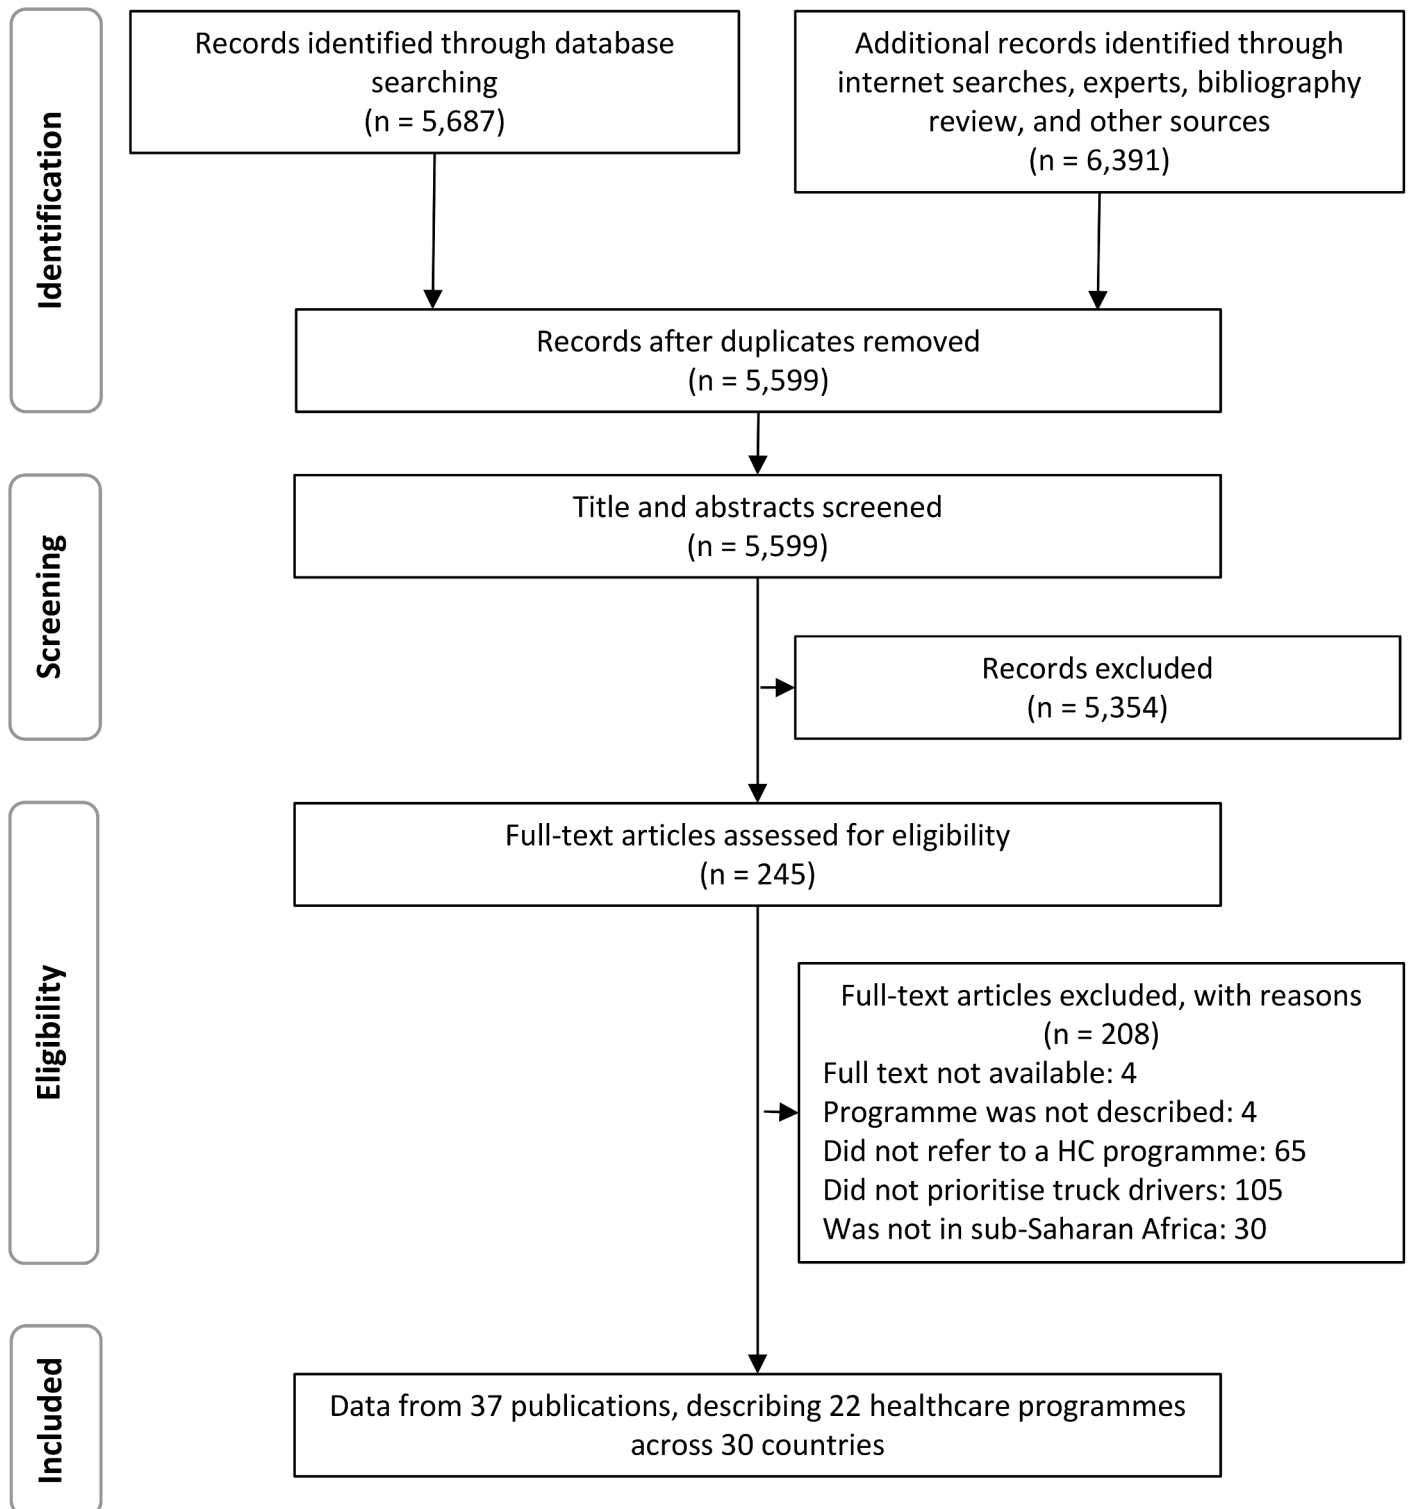 Identification
Records identified through database
searching
(n = 5,687)
Additional records identified through
internet searches, experts, bibliography
review, and other sources
(n = 6,391)
Records after duplicates removed
(n = 5,599)
Screening
Title and abstracts screened
(n = 5,599)
Records excluded
(n = 5,354)
Eligibility
Full-text articles assessed for eligibility
(n = 245)
Full-text articles excluded, with reasons
(n = 208)
Full text not available: 4
Programme was not described: 4
Did not refer to a HC programme: 65
Did not prioritise truck drivers: 105
Was not in sub-Saharan Africa: 30
Included
Data from 37 publications, describing 22 healthcare programmes
across 30 countries